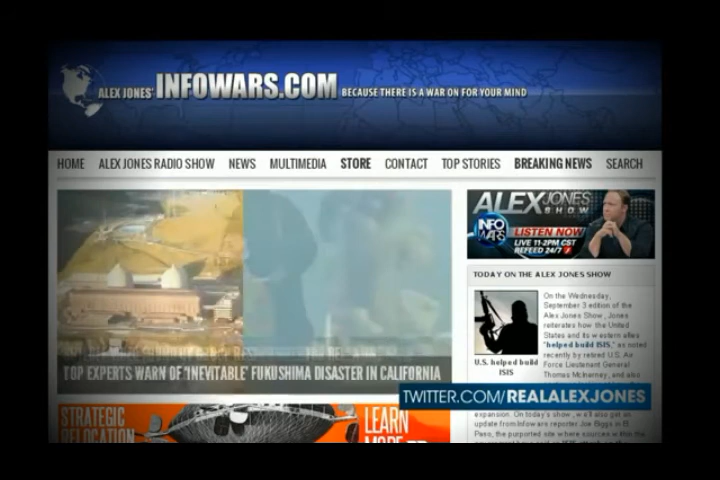 ALEX JONES' INFOWARS.COM BECAUSE THERE IS A WAR ON FOR YOUR MIND
HOME ALEX JONES RADIO SHOW NEWS MULTIMEDIA STORE CONTACT TOP STORIES BREAKING NEWS SEARCH
ALEX JONES
SHOW
INFO
WARS
LISTEN NOW
LIVE 11-2PM CST
REFEED 24/7
TODAY ON THE ALEX JONES SHOW
On the Wednesday,
September 3 edition of the
Alex Jones Show, Jones
reiterates how the United
States and its western allies
"helped build ISIS," as noted
recently by retired U.S. Air
Force Lieutenant General
Thomas McInerney, and also
U.S. helped build
ISIS
TOP EXPERTS WARN OF 'INEVITABLE' FUKUSHIMA DISASTER IN CALIFORNIA
TWITTER.COM/REALALEXJONES
expansion. On today's show, we'll also get an
update from Infowars reporter Joe Biggs in El
Paso, the purported site where sources within the
STRATEGIC
RELOCATION
LEARN
MORE